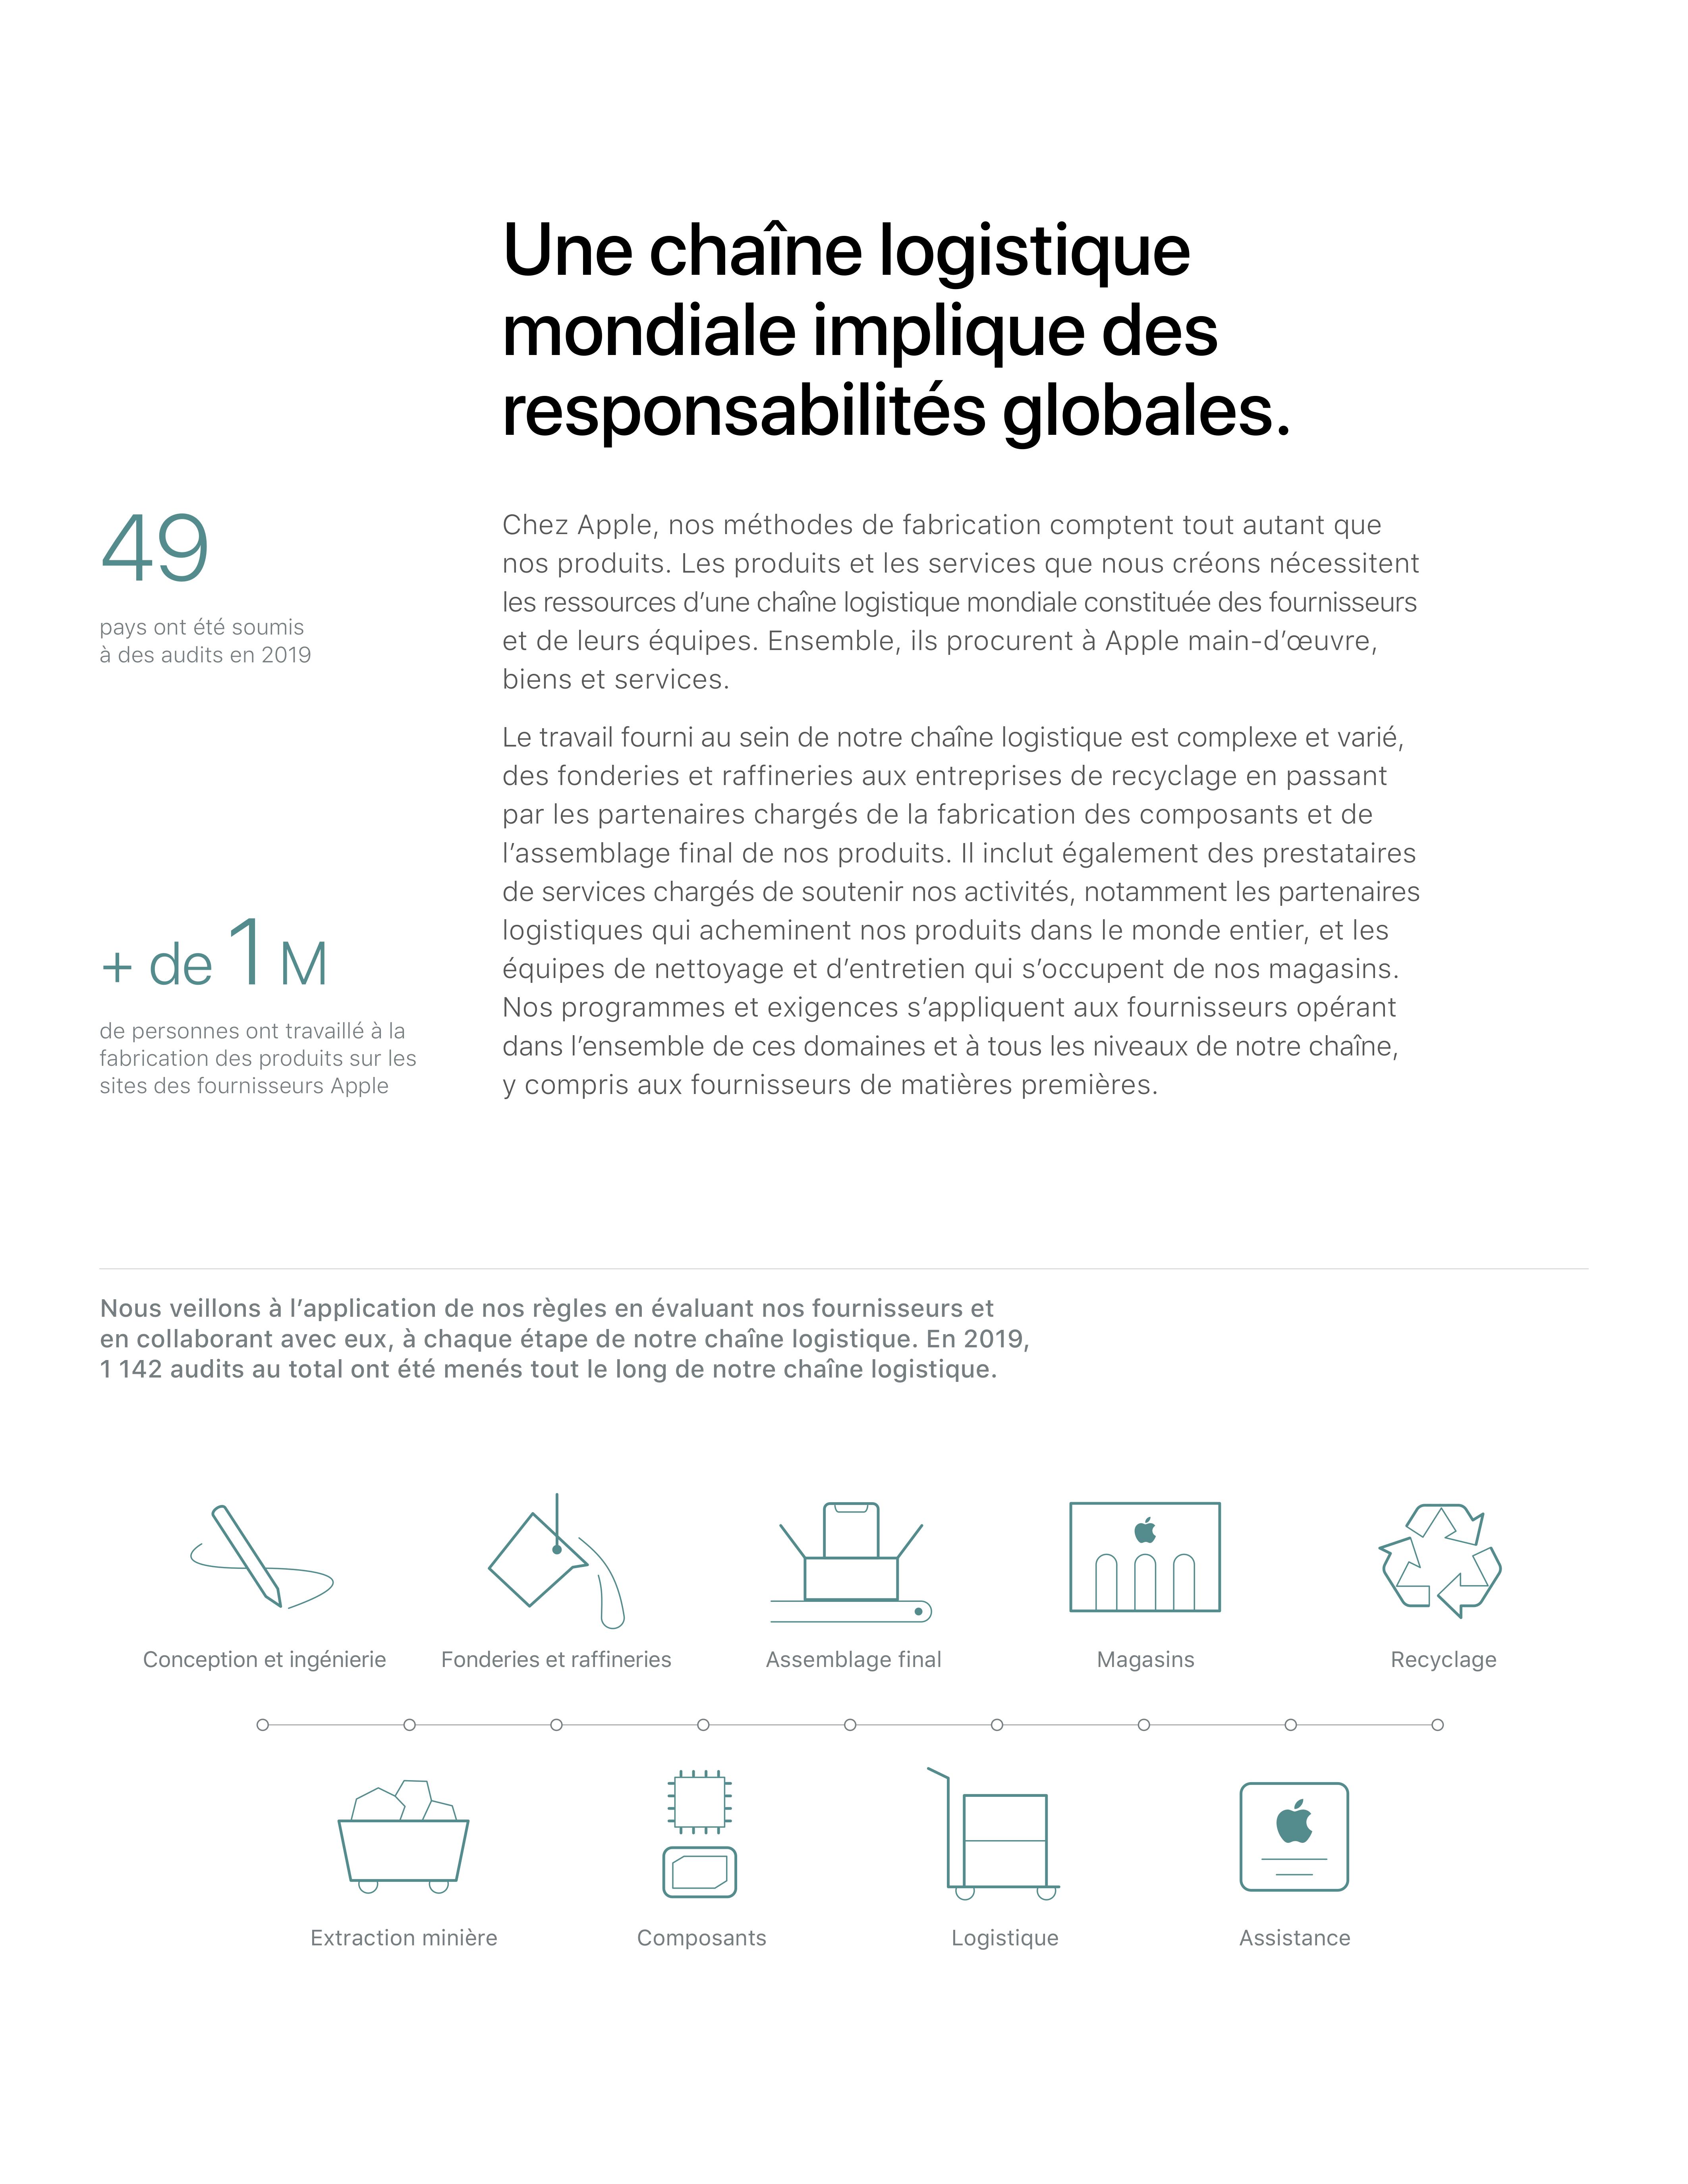 Une chaîne logistique
mondiale implique des
responsabilités globales.
49
pays ont été soumis
à des audits en 2019
+ de 1 M
de personnes ont travaillé à la
fabrication des produits sur les
sites des fournisseurs Apple
Chez Apple, nos méthodes de fabrication comptent tout autant que
nos produits. Les produits et les services que nous créons nécessitent
les ressources d’une chaîne logistique mondiale constituée des fournisseurs
et de leurs équipes. Ensemble, ils procurent à Apple main-d’œuvre,
biens et services.
Le travail fourni au sein de notre chaîne logistique est complexe et varié,
des fonderies et raffineries aux entreprises de recyclage en passant
par les partenaires chargés de la fabrication des composants et de
l’assemblage final de nos produits. Il inclut également des prestataires
de services chargés de soutenir nos activités, notamment les partenaires
logistiques qui acheminent nos produits dans le monde entier, et les
équipes de nettoyage et d’entretien qui s’occupent de nos magasins.
Nos programmes et exigences s’appliquent aux fournisseurs opérant
dans l’ensemble de ces domaines et à tous les niveaux de notre chaîne,
y compris aux fournisseurs de matières premières.
Nous veillons à l’application de nos règles en évaluant nos fournisseurs et
en collaborant avec eux, à chaque étape de notre chaîne logistique. En 2019,
1 142 audits au total ont été menés tout le long de notre chaîne logistique.
Conception et ingénierie
Fonderies et raffineries
Assemblage final
Magasins
Recyclage
Extraction minière
Composants
Logistique
Assistance